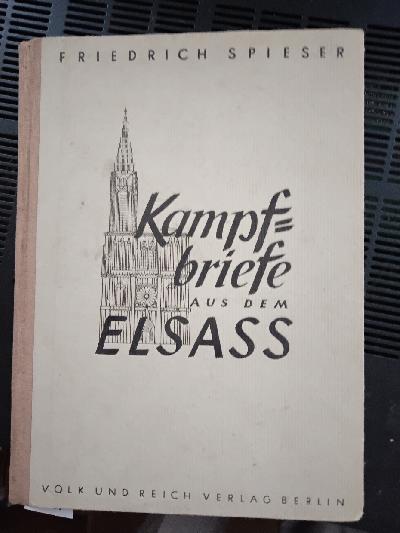 FRIEDRICH SPIESER
Kampf=
briefe
AUS DEM
ELSASS
VOLK UND REICH VERLAG BERLIN